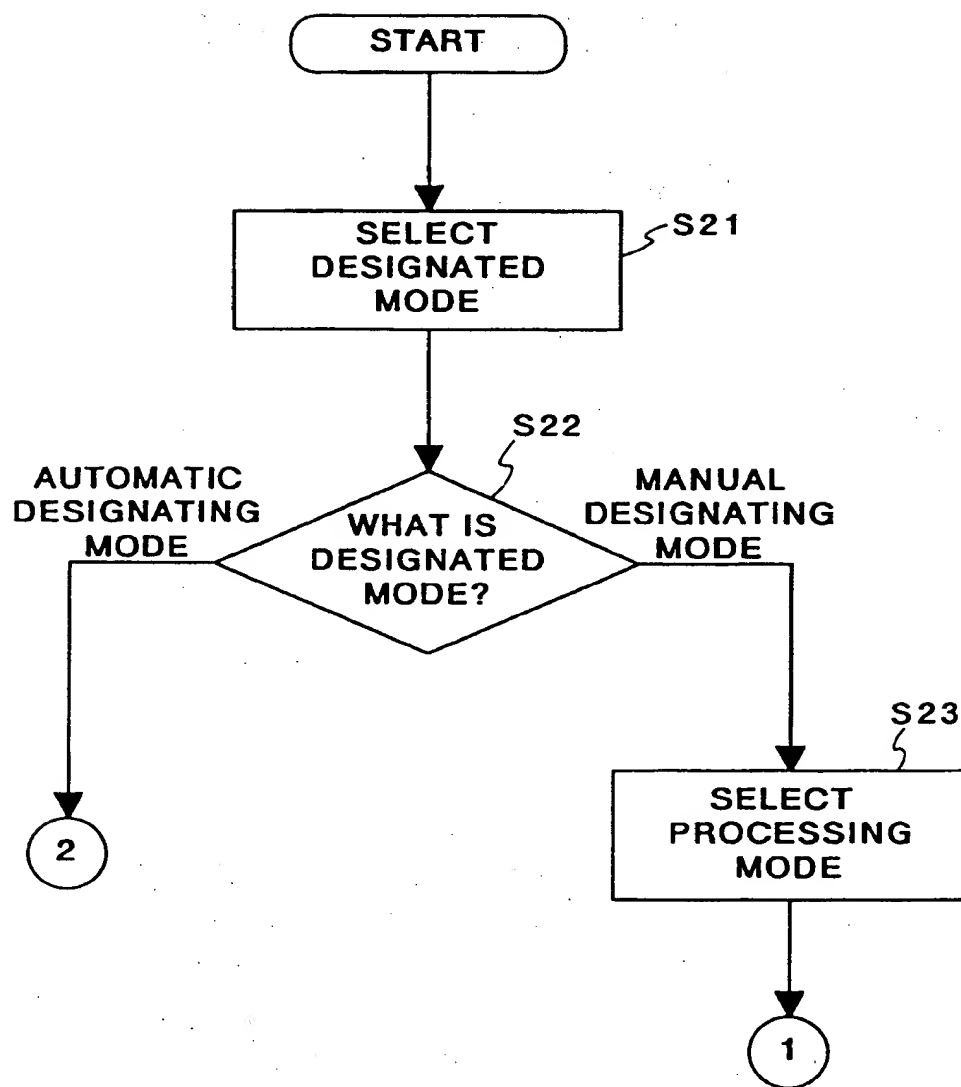 START
SELECT
DESIGNATED
MODE
S21
S22
AUTOMATIC
DESIGNATING
MODE
WHAT IS
DESIGNATED
MODE?
MANUAL
DESIGNATING
MODE
S23
SELECT
PROCESSING
MODE
2
1